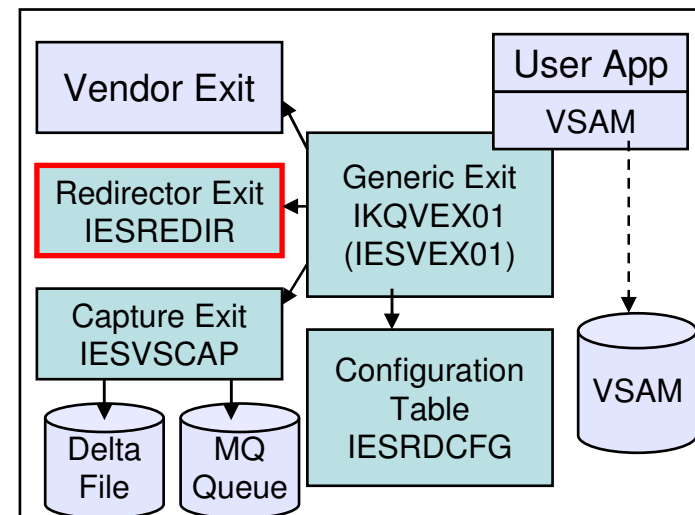 Vendor Exit
User App
VSAM
Redirector Exit
IESREDIR
Generic Exit
IKQVEX01
(IESVEX01)
Capture Exit
IESVSCAP
Configuration
Table
IESRDCFG
VSAM
Delta
File
MQ
Queue